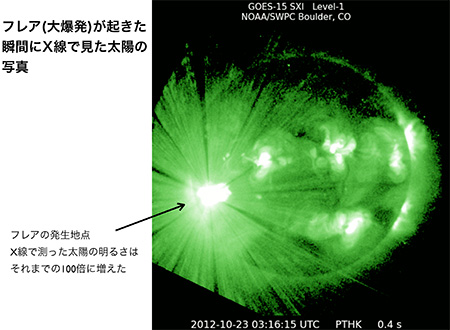 フレア(大爆発)が起きた
瞬間にX線で見た太陽の
写真
GOES-15 SXI Level-1
NOAA/SWPC Boulder, CO
フレアの発生地点
X線で測った太陽の明るさは
それまでの100倍に増えた
2012-10-23 03:16:15 UTC PTHK 0.4 s